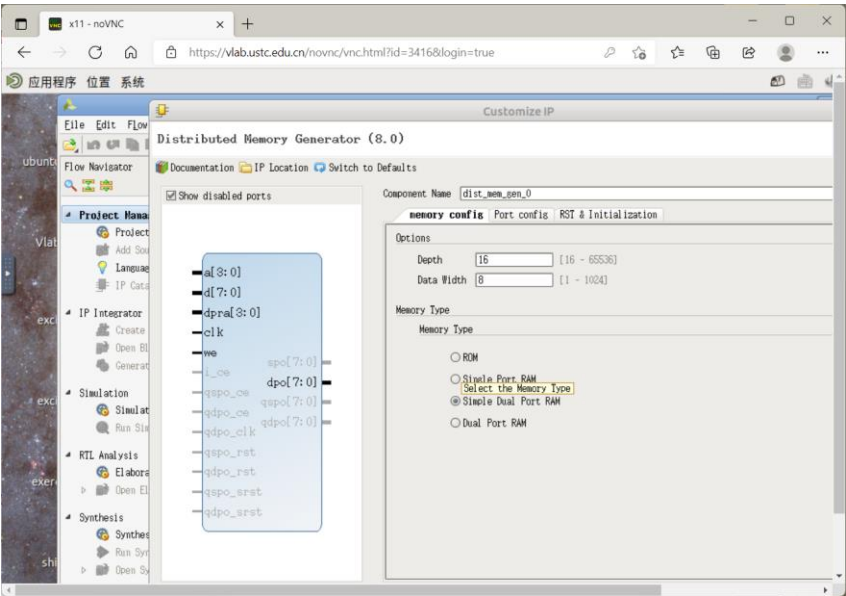 x11 - noVNC
https://vlab.ustc.edu.cn/novnc/vnc.html?id=3416&login=true
应用程序 位置 系统
Customize IP
File Edit Flow
Distributed Memory Generator (8.0)
Flow Navigator
Documentation IP Location Switch to Defaults
Show disabled ports
Component Name dist_mem_gen_0
memory config Port config RST & Initialization
Project
Add Sou
Languag
IP Cata
IP Integrator
Create
Open Bl
Generat
Simulation
Simulat
Run Sim
RTL Analysis
Elabora
Open El
Synthesis
Synthes
Run Syn
Open Sy
ubunt
Vlab
exc
exc
exer
shi
a[3:0]
d[7:0]
dpra[3:0]
clk
we
i_ce
qspo_ce
qdpo_ce
qdpo_clk
qspo_rst
qdpo_rst
qspo_srst
qdpo_srst
spo[7:0]
dpo[7:0]
qspo[7:0]
qdpo[7:0]
Options
Depth 16 [16 - 65536]
Data Width 8 [1 - 1024]
Memory Type
Memory Type
ROM
Single Port RAM
Select the Memory Type
Simple Dual Port RAM
Dual Port RAM